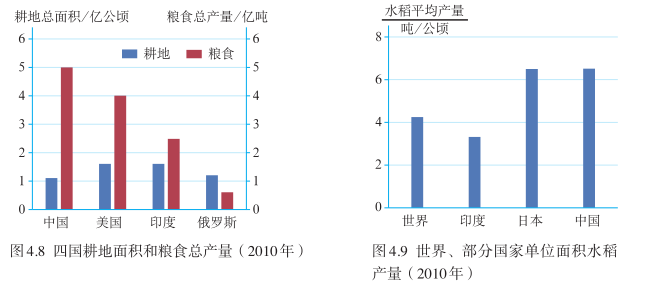 耕地总面积/亿公顷 粮食总产量/亿吨
6 6
耕地 粮食
5 5
4 4
3 3
2 2
1 1
0 0
中国 美国 印度 俄罗斯
图4.8 四国耕地面积和粮食总产量（2010年）
水稻平均产量
吨/公顷
8
6
4
2
0
世界 印度 日本 中国
图4.9 世界、部分国家单位面积水稻
产量（2010年）